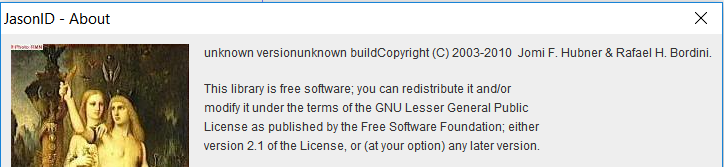 JasonID - About
© Photo RMN
unknown versionunknown buildCopyright (C) 2003-2010 Jomi F. Hubner & Rafael H. Bordini.
This library is free software; you can redistribute it and/or
modify it under the terms of the GNU Lesser General Public
License as published by the Free Software Foundation; either
version 2.1 of the License, or (at your option) any later version.